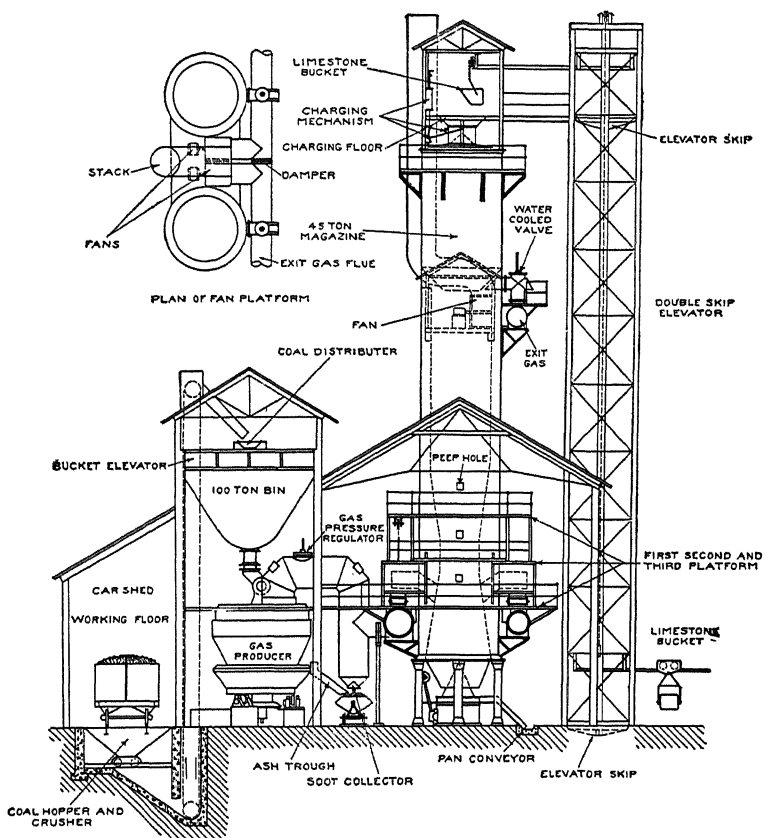 LIMESTONE
BUCKET
CHARGING
MECHANISM
CHARGING FLOOR
ELEVATOR SKIP
STACK
DAMPER
FANS
EXIT GAS FLUE
PLAN OF FAN PLATFORM
45 TON
MAGAZINE
WATER
COOLED
VALVE
FAN
EXIT
GAS
DOUBLE SKIP
ELEVATOR
COAL DISTRIBUTER
BUCKET ELEVATOR
100 TON BIN
PEEP HOLE
GAS
PRESSURE
REGULATOR
FIRST SECOND AND
THIRD PLATFORM
CAR SHED
WORKING FLOOR
GAS
PRODUCER
LIMESTONE
BUCKET
ASH TROUGH
SOOT COLLECTOR
PAN CONVEYOR
ELEVATOR SKIP
COAL HOPPER AND
CRUSHER